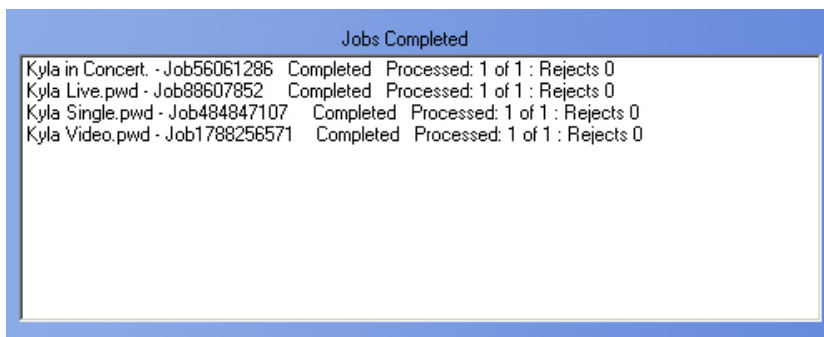 Jobs Completed
Kyla in Concert. - Job56061286 Completed Processed: 1 of 1 : Rejects 0
Kyla Live.pwd - Job88607852 Completed Processed: 1 of 1 : Rejects 0
Kyla Single.pwd - Job484847107 Completed Processed: 1 of 1 : Rejects 0
Kyla Video.pwd - Job1788256571 Completed Processed: 1 of 1 : Rejects 0